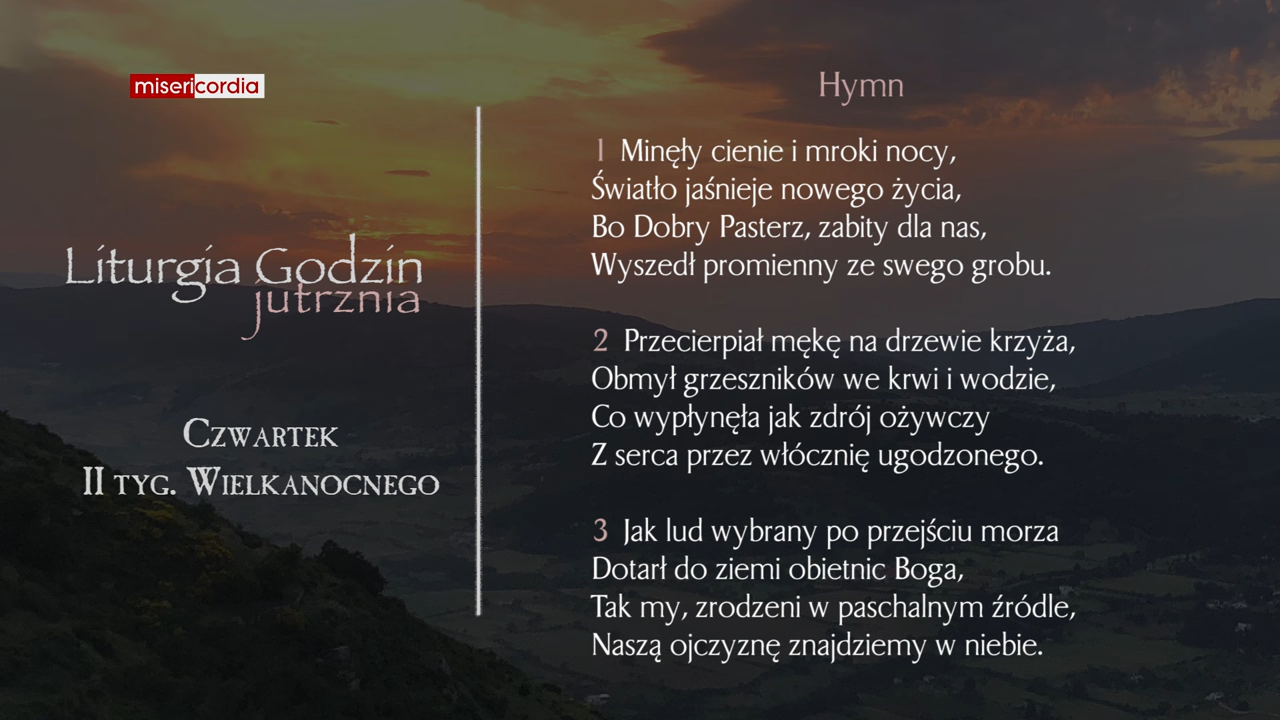 misericordia
Liturgia Godzin
jutrznia
Czwartek
II tyg. Wielkanocnego
Hymn
1 Minęły cienie i mroki nocy,
Światło jaśnieje nowego życia,
Bo Dobry Pasterz, zabity dla nas,
Wyszedł promienny ze swego grobu.
2 Przecierpiał mękę na drzewie krzyża,
Obmył grzeszników we krwi i wodzie,
Co wypłynęła jak zdrój ożywczy
Z serca przez włócznię ugodzonego.
3 Jak lud wybrany po przejściu morza
Dotarł do ziemi obietnic Boga,
Tak my, zrodzeni w paschalnym źródle,
Naszą ojczyznę znajdziemy w niebie.